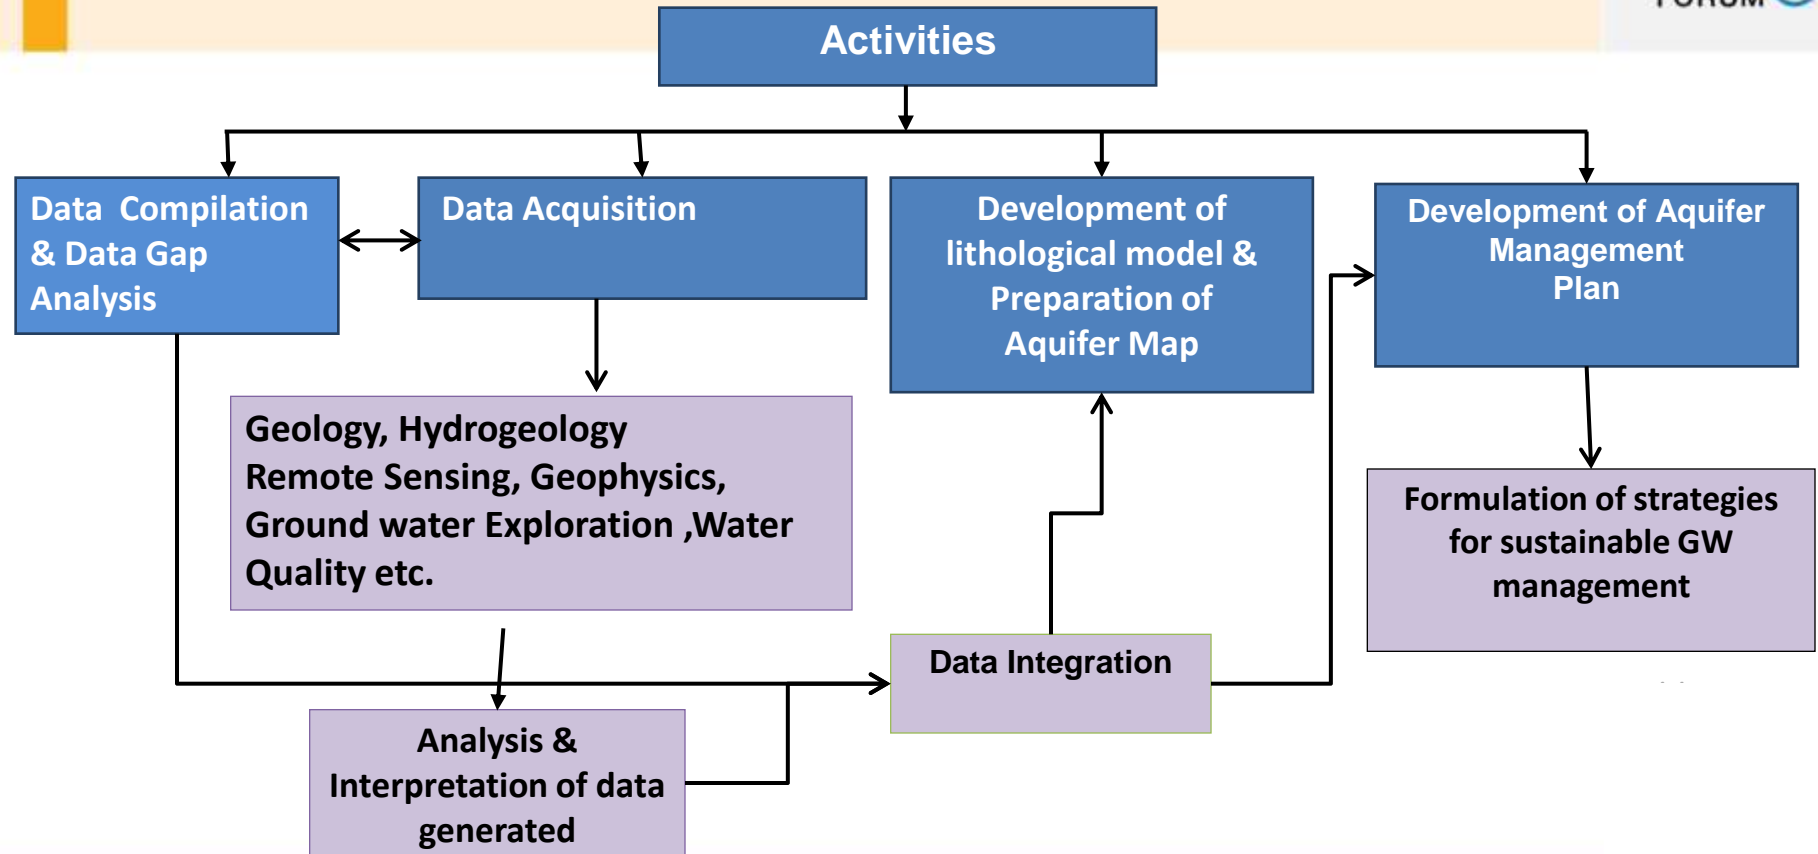 FORUM
Activities
Data Compilation
& Data Gap
Analysis
Data Acquisition
Development of
lithological model &
Preparation of
Aquifer Map
Development of Aquifer
Management
Plan
Geology, Hydrogeology
Remote Sensing, Geophysics,
Ground water Exploration ,Water
Quality etc.
Formulation of strategies
for sustainable GW
management
Data Integration
Analysis &
Interpretation of data
generated